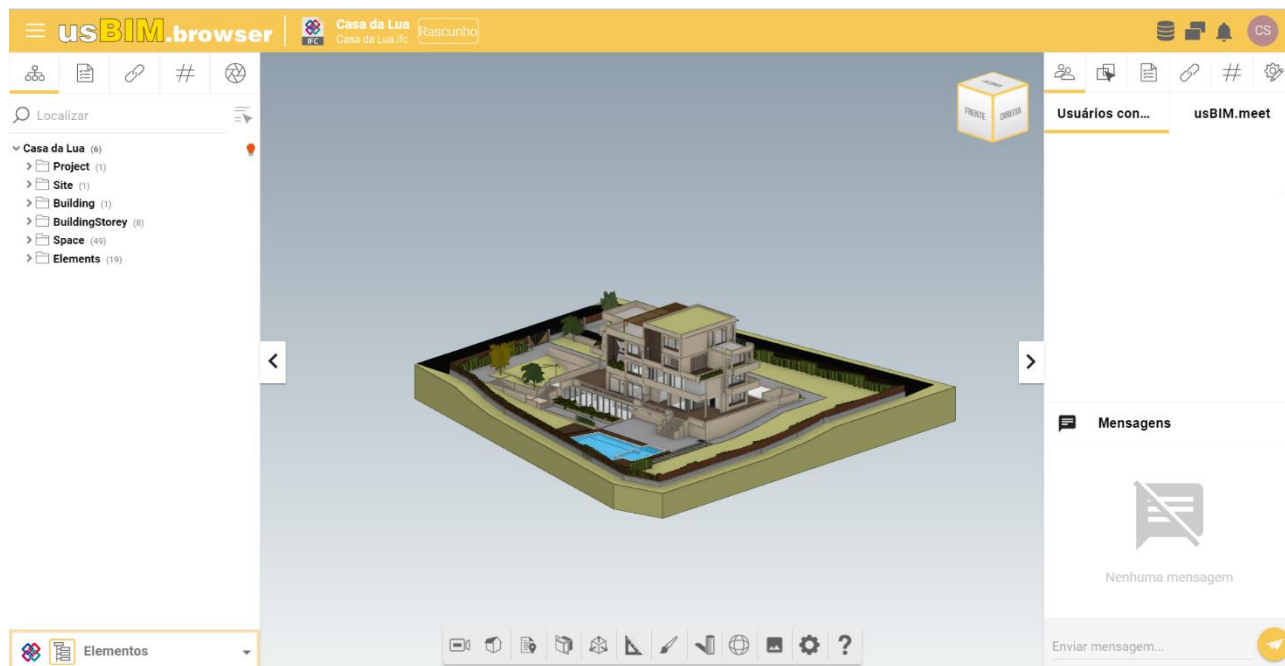 usBIM.browser
IFC
Casa da Lua
Casa da Lua.ifc
Rascunho
CS
Localizar
Casa da Lua (6)
Project (1)
Site (1)
Building (1)
BuildingStorey (8)
Space (49)
Elements (19)
Elementos
FRENTE
DIREITA
Usuários con...
usBIM.meet
Mensagens
Nenhuma mensagem
Enviar mensagem...